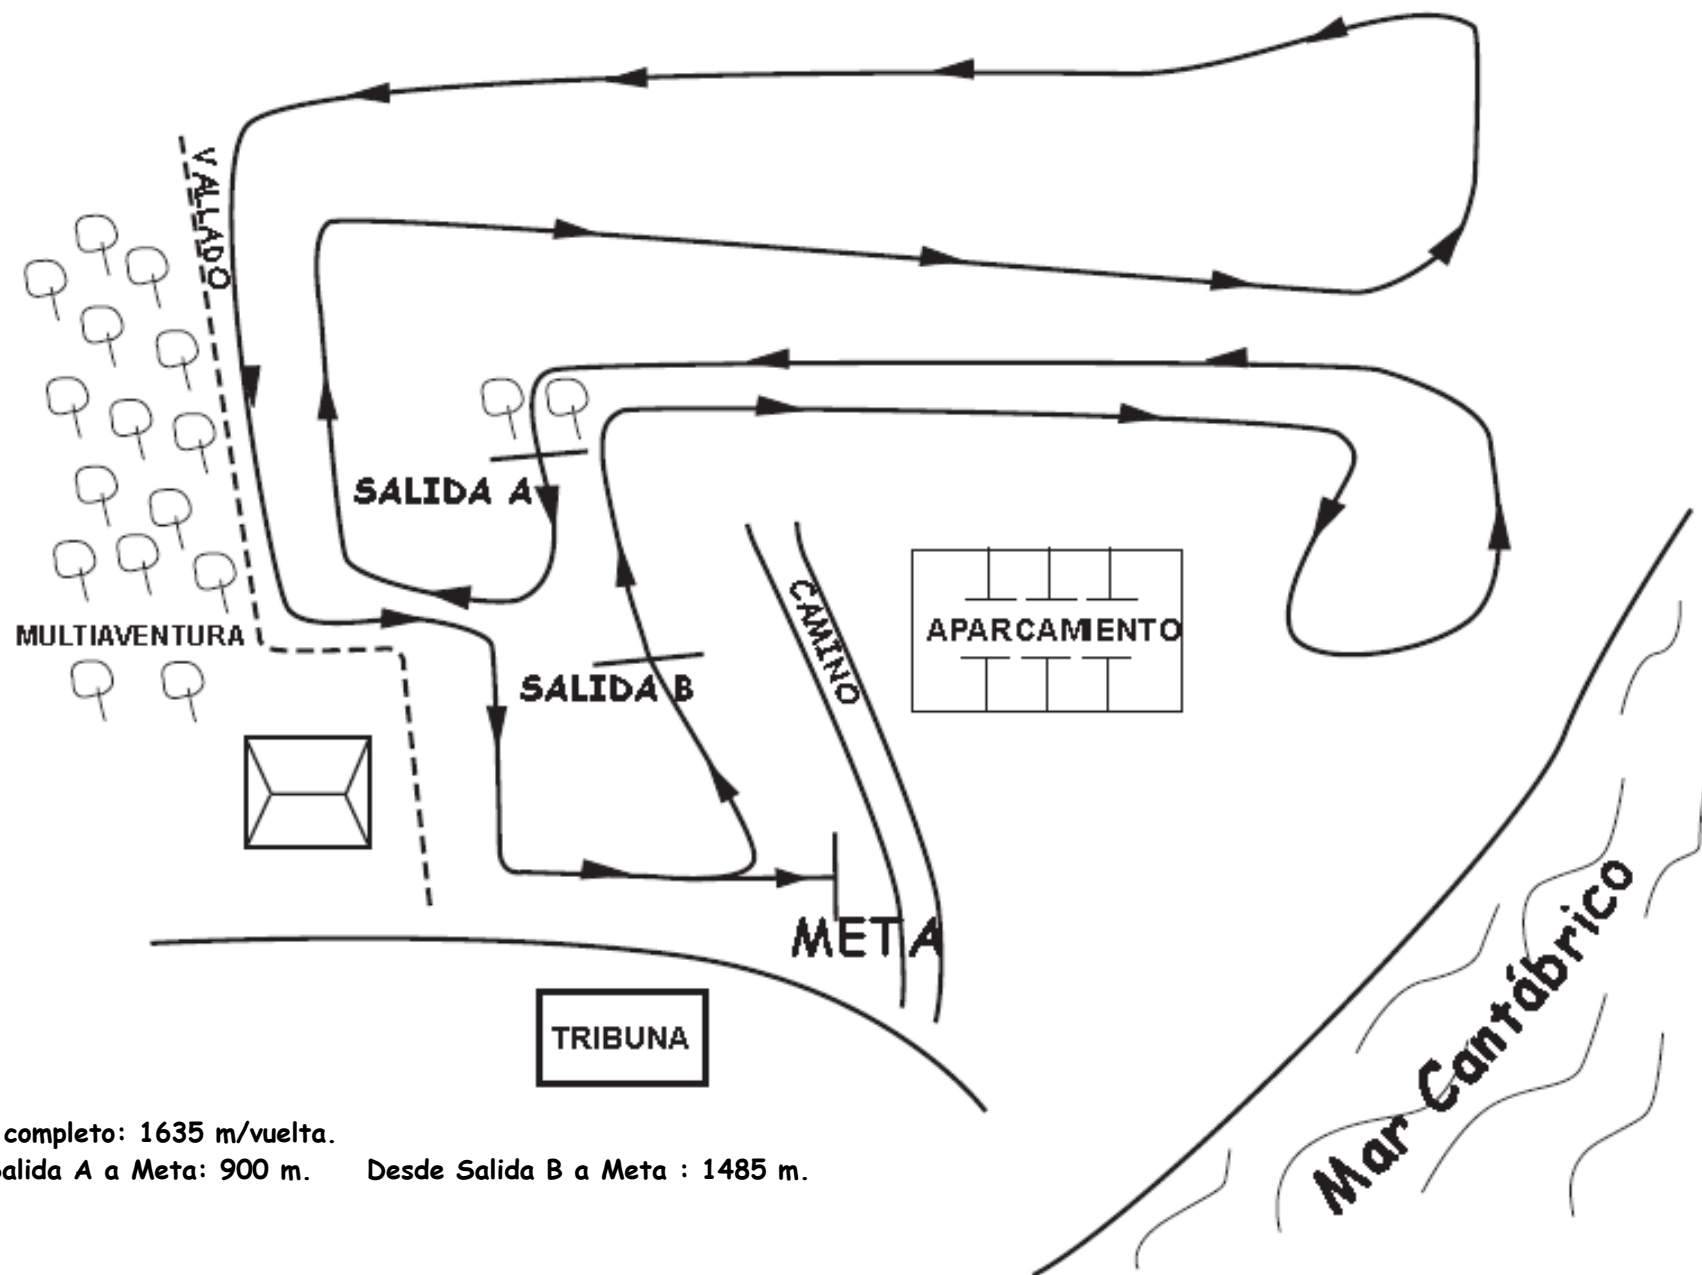 VALLADO
SALIDA A
CAMINO
APARCAMIENTO
MULTIAVENTURA
SALIDA B
META
Mar Cantábrico
TRIBUNA
completo: 1635 m/vuelta.
Salida A a Meta: 900 m. Desde Salida B a Meta : 1485 m.